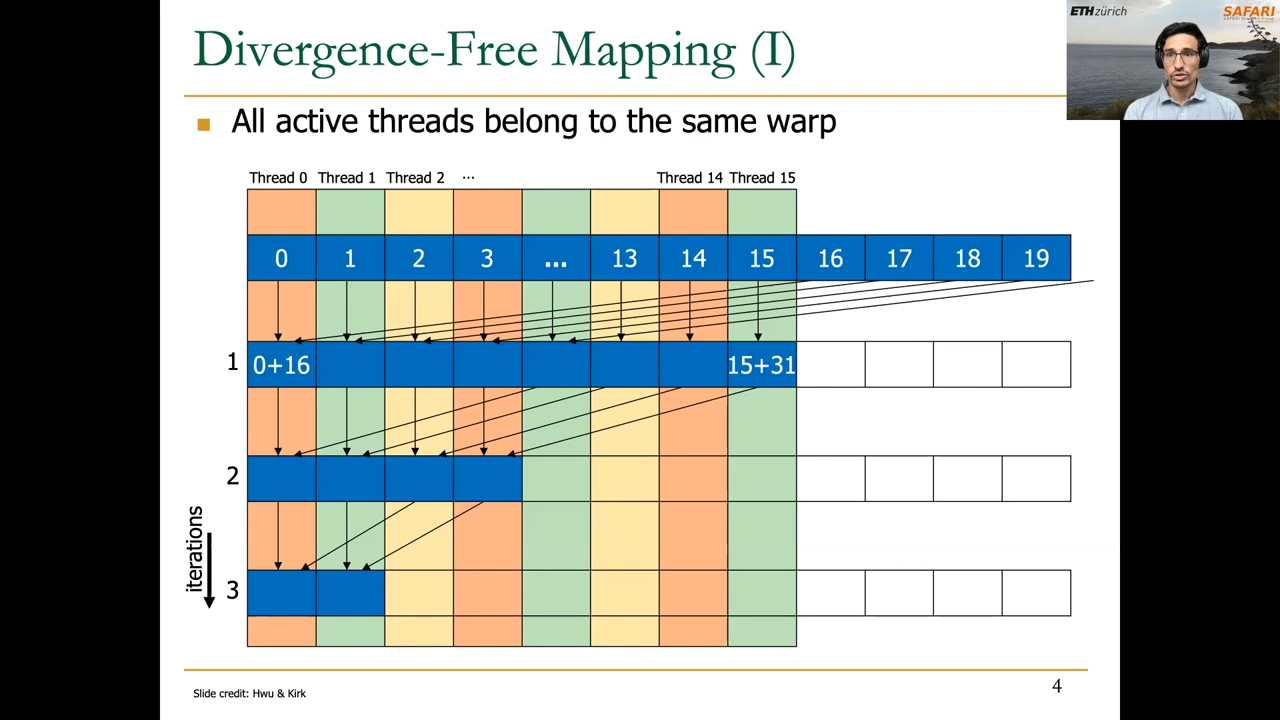 Divergence-Free Mapping (I)
ETH zürich
SAFARI
All active threads belong to the same warp
Thread 0 Thread 1 Thread 2 ... Thread 14 Thread 15
0 1 2 3 ... 13 14 15 16 17 18 19
1 0+16 15+31
2
iterations
3
Slide credit: Hwu & Kirk
4